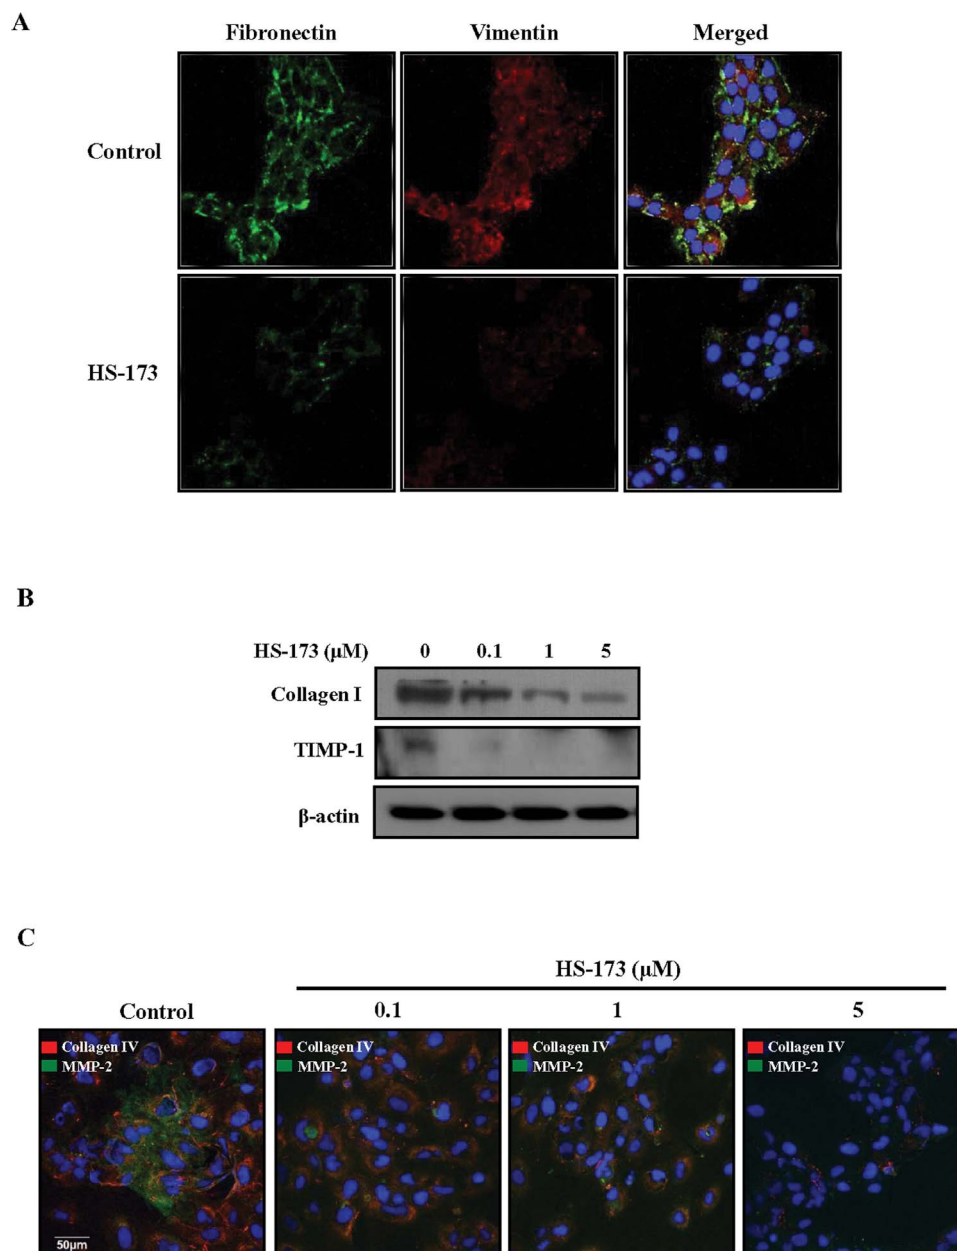 A
Fibronectin Vimentin Merged
Control
HS-173
B
HS-173 (μM) 0 0.1 1 5
Collagen I
TIMP-1
β-actin
C
HS-173 (μM)
Control 0.1 1 5
Collagen IV Collagen IV Collagen IV Collagen IV
MMP-2 MMP-2 MMP-2 MMP-2
50μm